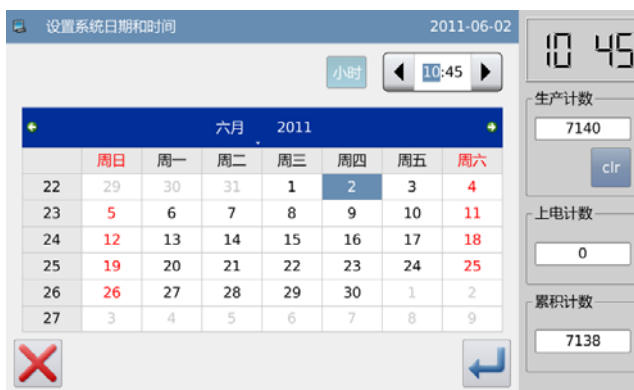 设置系统日期和时间 2011-06-02
小时 10:45
六月 2011
周日 周一 周二 周三 周四 周五 周六
22 29 30 31 1 2 3 4
23 5 6 7 8 9 10 11
24 12 13 14 15 16 17 18
25 19 20 21 22 23 24 25
26 26 27 28 29 30 1 2
27 3 4 5 6 7 8 9
10 45
生产计数
7140
clr
上电计数
0
累积计数
7138